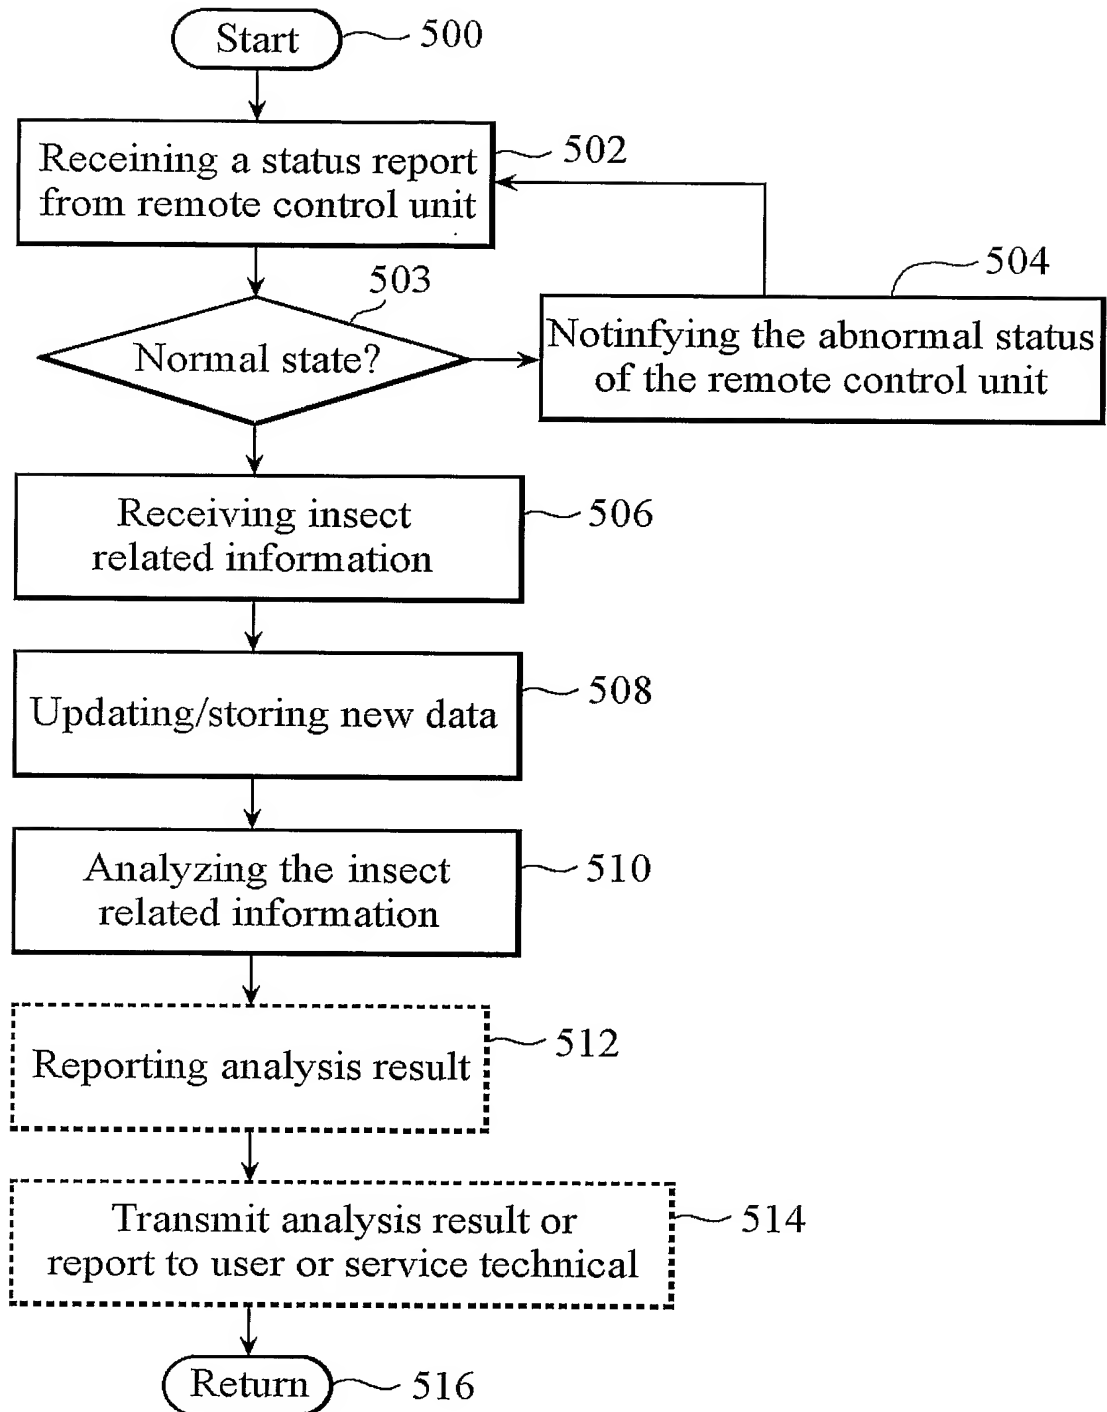 Start
500
Receining a status report
from remote control unit
502
503
Normal state?
504
Notinfying the abnormal status
of the remote control unit
Receiving insect
related information
506
Updating/storing new data
508
Analyzing the insect
related information
510
Reporting analysis result
512
Transmit analysis result or
report to user or service technical
514
Return
516